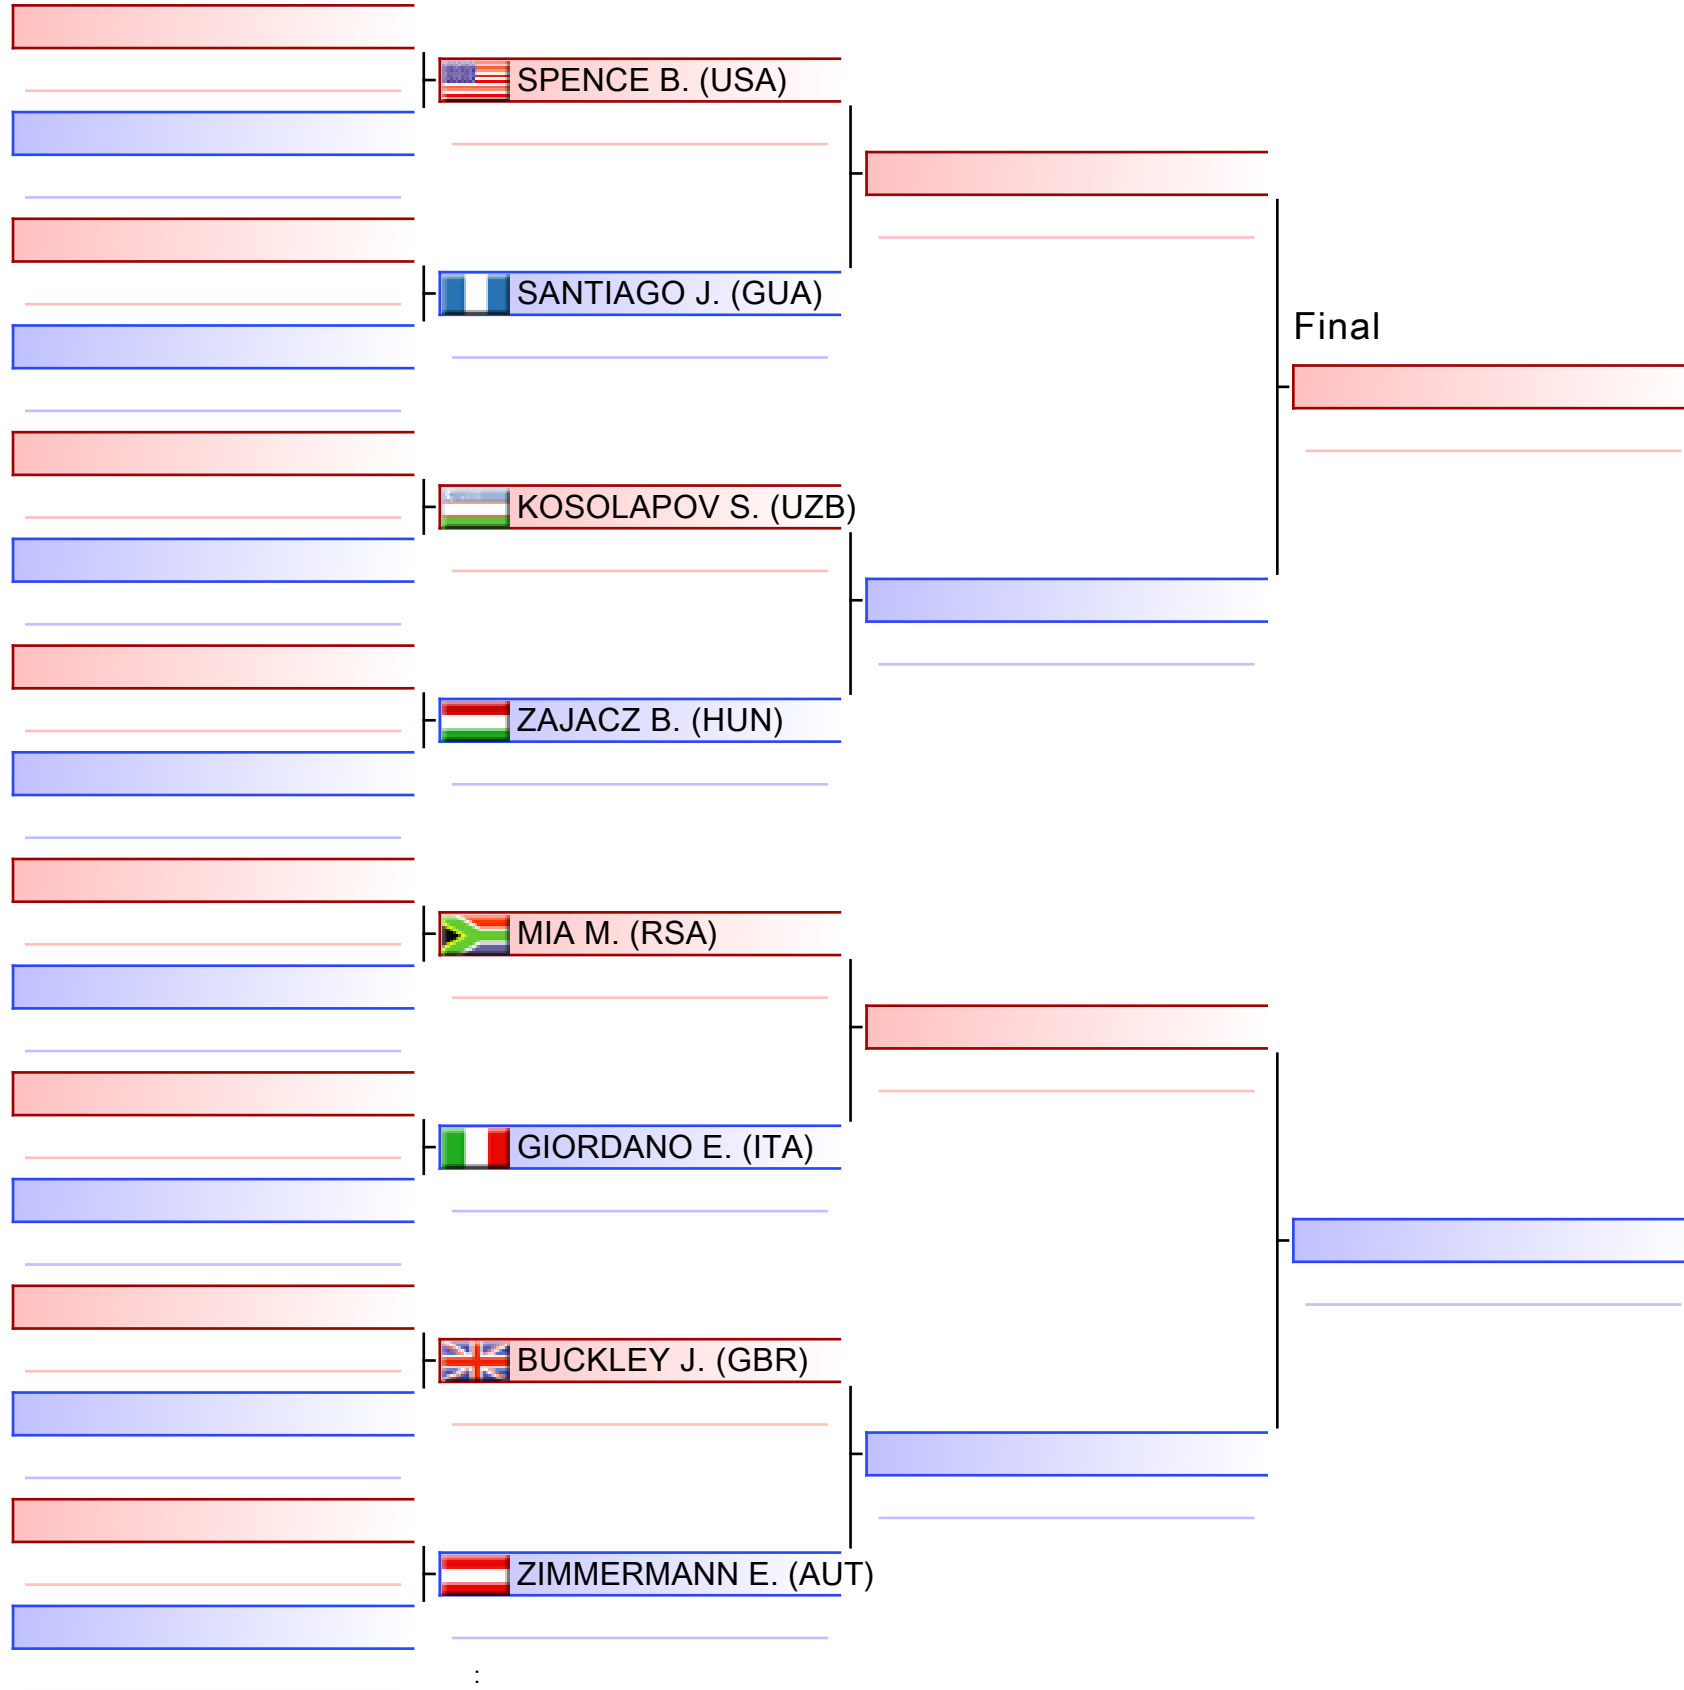 SPENCE B. (USA)
SANTIAGO J. (GUA)
Final
KOSOLAPOV S. (UZB)
ZAJACZ B. (HUN)
MIA M. (RSA)
GIORDANO E. (ITA)
BUCKLEY J. (GBR)
ZIMMERMANN E. (AUT)
: